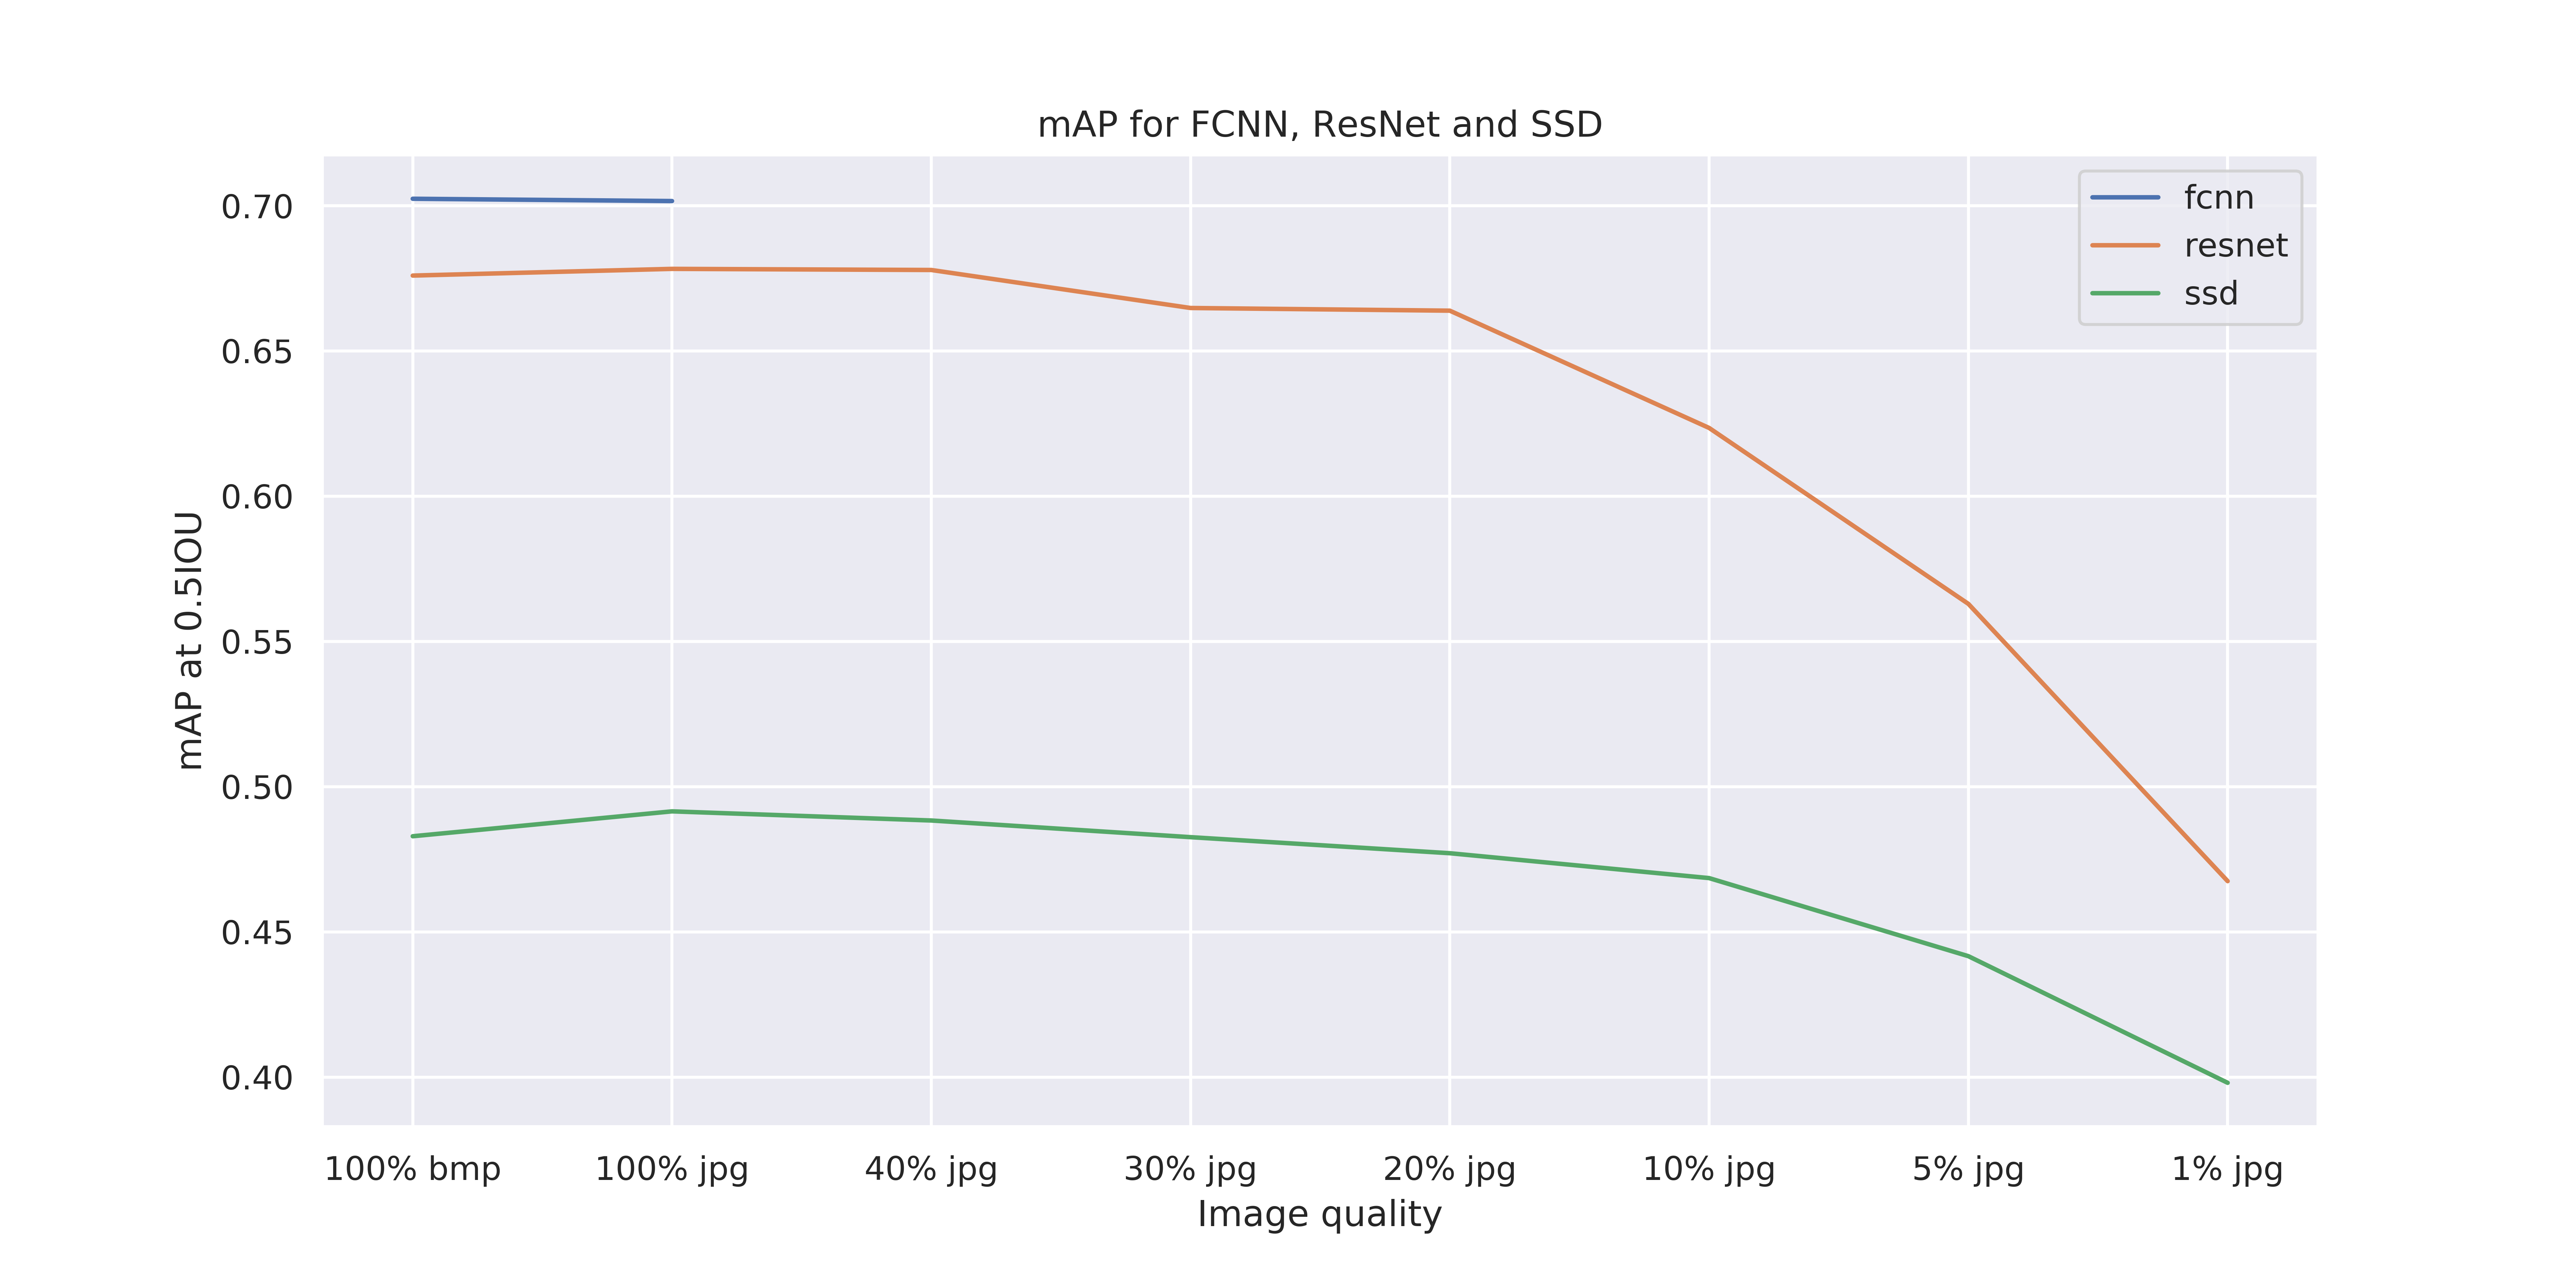 mAP for FCNN, ResNet and SSD
fcnn
resnet
ssd
mAP at 0.5IOU
0.70
0.65
0.60
0.55
0.50
0.45
0.40
100% bmp 100% jpg 40% jpg 30% jpg 20% jpg 10% jpg 5% jpg 1% jpg
Image quality